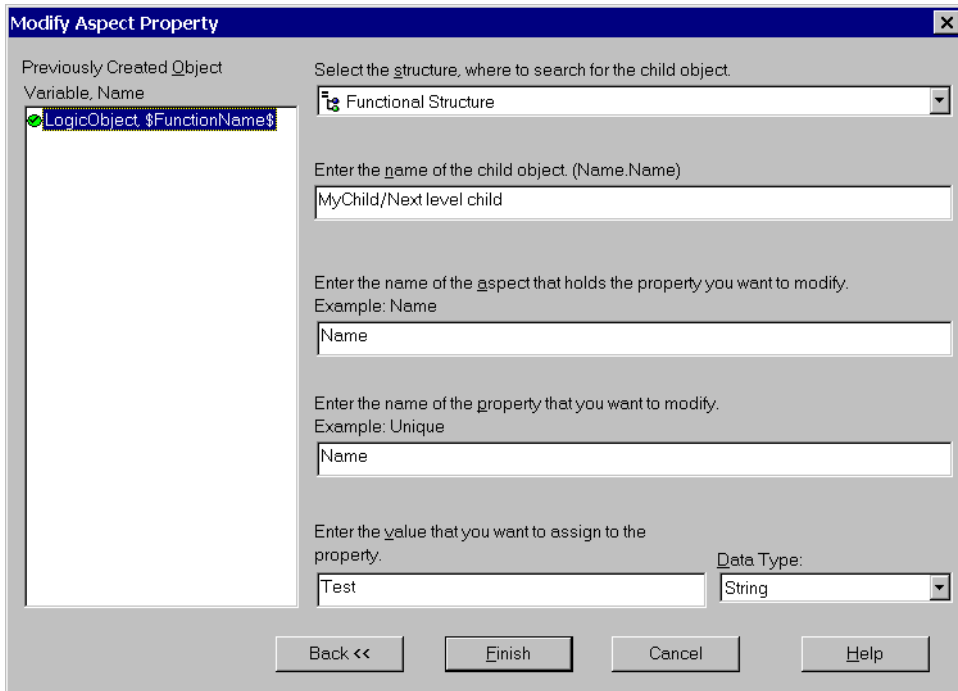 Modify Aspect Property
Previously Created Object
Variable, Name
LogicObject, $FunctionName$
Select the structure, where to search for the child object.
Functional Structure
Enter the name of the child object. (Name.Name)
MyChild/Next level child
Enter the name of the aspect that holds the property you want to modify.
Example: Name
Name
Enter the name of the property that you want to modify.
Example: Unique
Name
Enter the value that you want to assign to the
property.
Data Type:
Test
String
Back <<
Finish
Cancel
Help